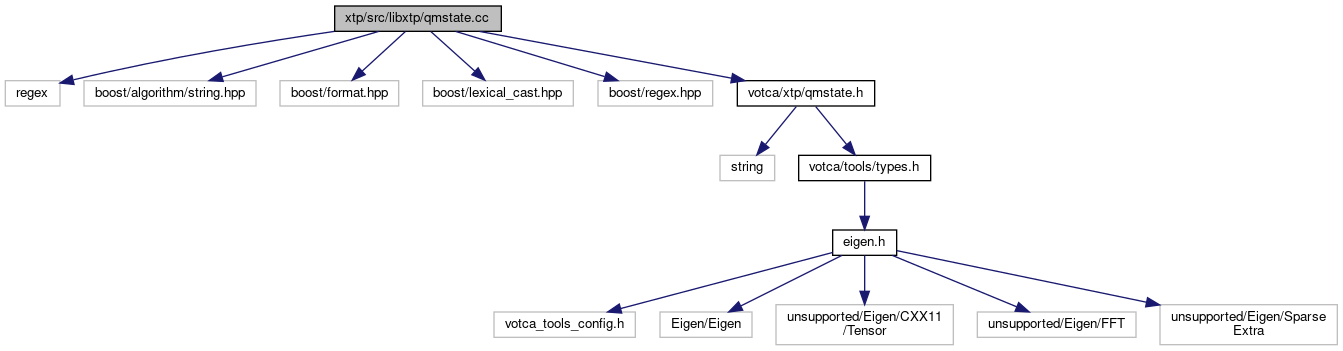 xtp/src/libxtp/qmstate.cc
regex
boost/algorithm/string.hpp
boost/format.hpp
boost/lexical_cast.hpp
boost/regex.hpp
votca/xtp/qmstate.h
string
votca/tools/types.h
eigen.h
votca_tools_config.h
Eigen/Eigen
unsupported/Eigen/CXX11
/Tensor
unsupported/Eigen/FFT
unsupported/Eigen/Sparse
Extra